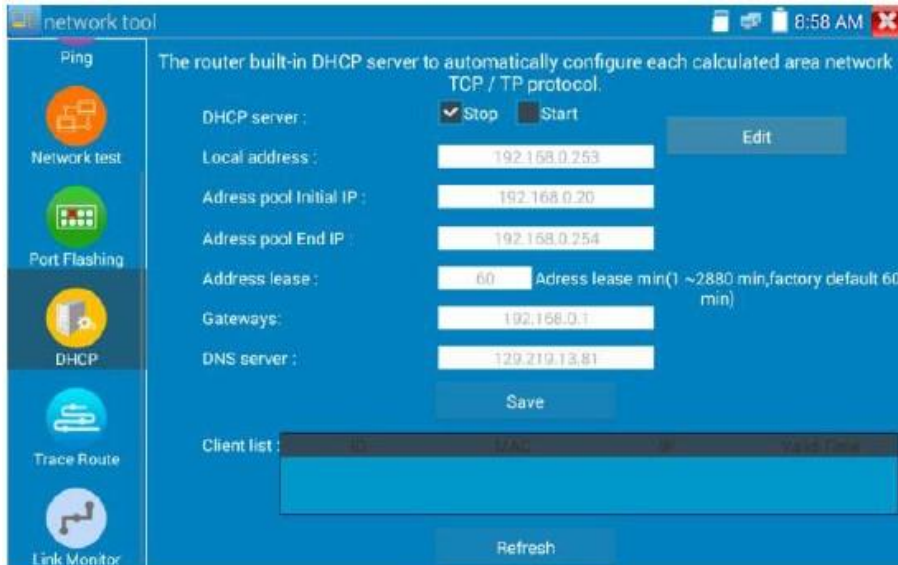 network tool
8:58 AM
Ping
Network test
Port Flashing
DHCP
Trace Route
Link Monitor
The router built-in DHCP server to automatically configure each calculated area network
TCP / TP protocol.
DHCP server :
Stop
Start
Edit
Local address :
192.168.0.253
Adress pool Initial IP :
192.168.0.20
Adress pool End IP :
192.168.0.254
Address lease :
60
Adress lease min(1 ~2880 min,factory default 60
min)
Gateways:
192.168.0.1
DNS server :
129.219.13.81
Save
Client list :
ID
MAC
IP
Valid Time
Refresh